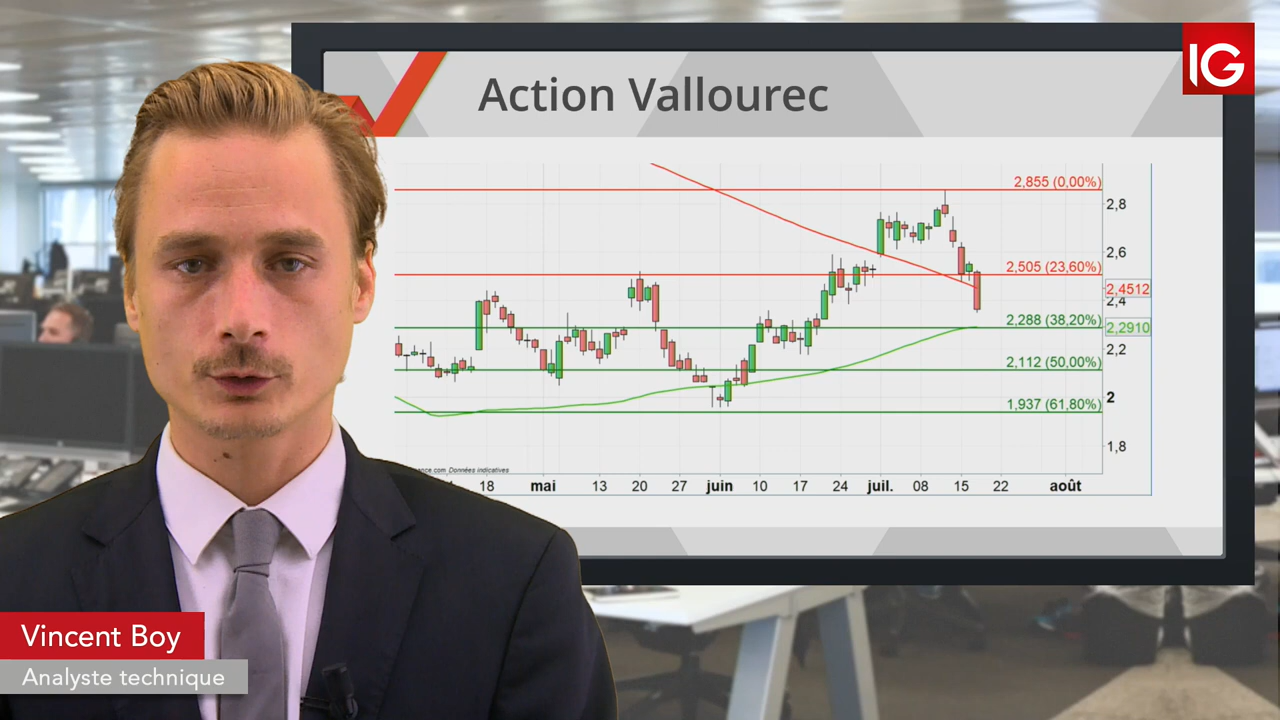 IG
Action Vallourec
2,855 (0,00%)
2,8
2,6
2,505 (23,60%)
2,4512
2,4
2,288 (38,20%)
2,2910
2,2
2,112 (50,00%)
2
1,937 (61,80%)
1,8
Données indicatives
18 mai 13 20 27 juin 10 17 24 juil. 08 15 22 août
Vincent Boy
Analyste technique